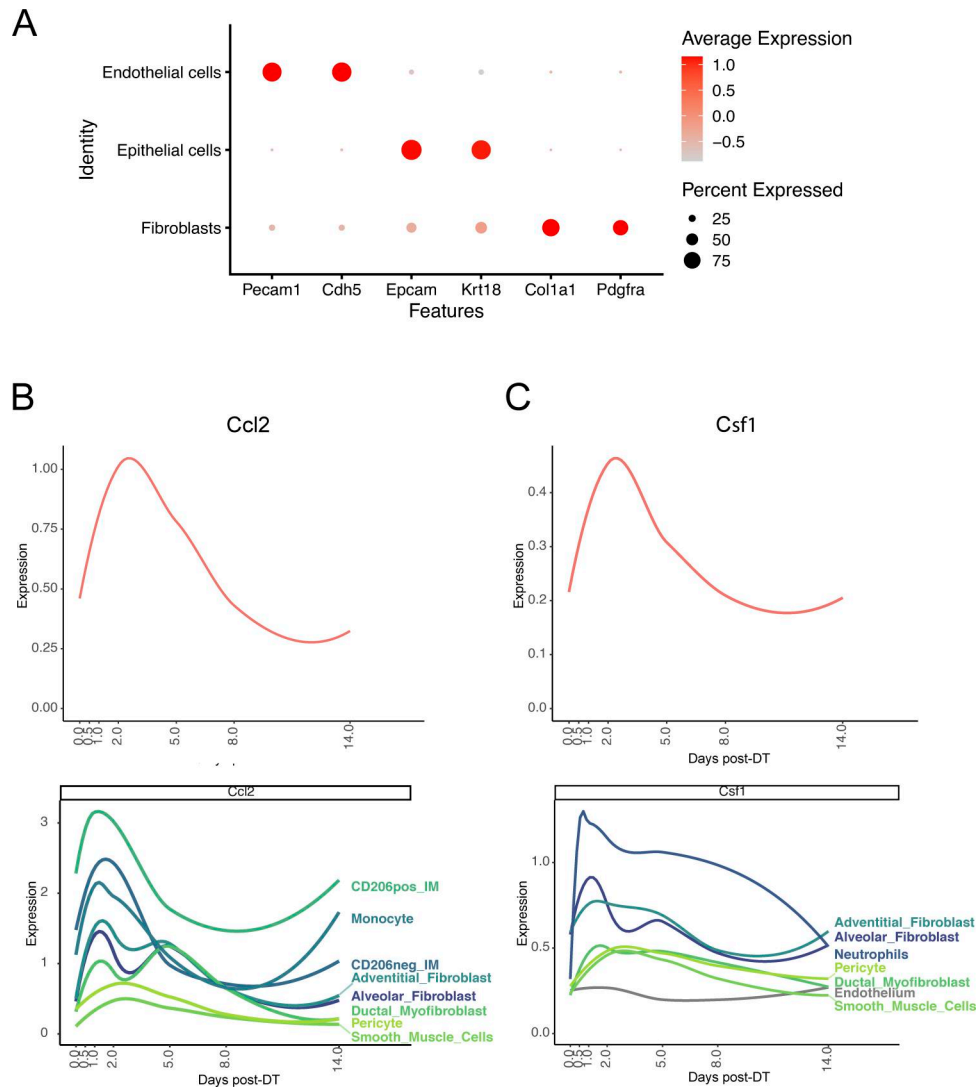 A
Endothelial cells
Epithelial cells
Fibroblasts
Identity
Pecam1 Cdh5 Epcam Krt18 Col1a1 Pdgfra
Features
Average Expression
1.0
0.5
0.0
−0.5
Percent Expressed
25
50
75
B
Ccl2
1.00
0.75
0.50
0.25
0.00
Expression
0.0 0.5 1.0 2.0 5.0 8.0 14.0
Days post-DT
Ccl2
3
2
1
0
Expression
CD206pos_IM
Monocyte
CD206neg_IM
Adventitial_Fibroblast
Alveolar_Fibroblast
Ductal_Myofibroblast
Pericyte
Smooth_Muscle_Cells
0.0 0.5 1.0 2.0 5.0 8.0 14.0
Days post-DT
C
Csf1
0.4
0.3
0.2
0.1
0.0
Expression
0.0 0.5 1.0 2.0 5.0 8.0 14.0
Days post-DT
Csf1
1.0
0.5
0.0
Expression
Adventitial_Fibroblast
Alveolar_Fibroblast
Neutrophils
Pericyte
Ductal_Myofibroblast
Endothelium
Smooth_Muscle_Cells
0.0 0.5 1.0 2.0 5.0 8.0 14.0
Days post-DT